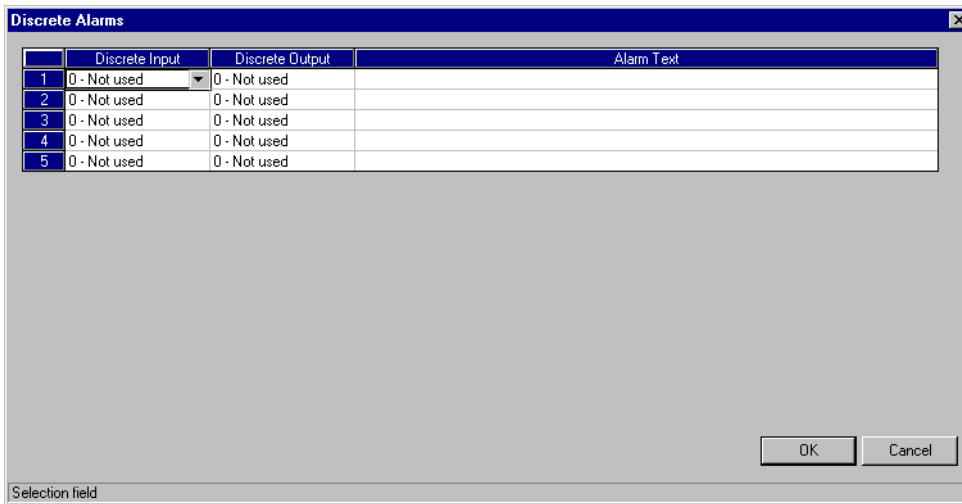 Discrete Alarms
Discrete Input Discrete Output Alarm Text
1 0 - Not used 0 - Not used
2 0 - Not used 0 - Not used
3 0 - Not used 0 - Not used
4 0 - Not used 0 - Not used
5 0 - Not used 0 - Not used
OK Cancel
Selection field